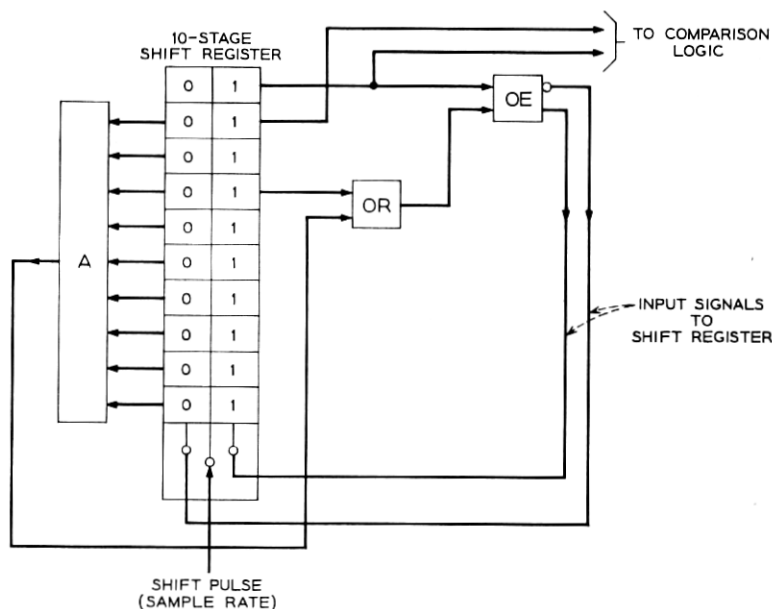 10-STAGE
SHIFT REGISTER
TO COMPARISON
LOGIC
0 1
0 1
0 1
0 1
0 1
0 1
0 1
0 1
0 1
0 1
OE
OR
A
INPUT SIGNALS
TO
SHIFT REGISTER
SHIFT PULSE
(SAMPLE RATE)